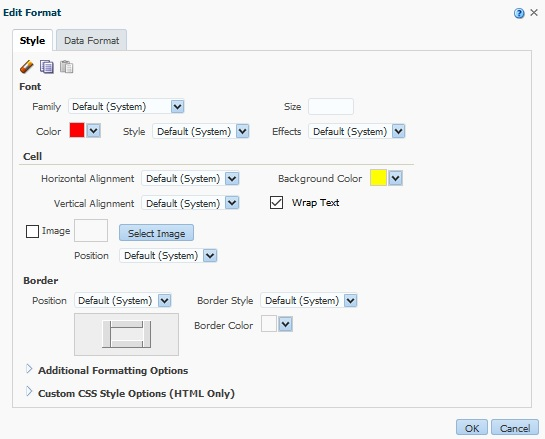 Edit Format
Style Data Format
Font
Family Default (System) Size
Color Style Default (System) Effects Default (System)
Cell
Horizontal Alignment Default (System) Background Color
Vertical Alignment Default (System) Wrap Text
Image Select Image
Position Default (System)
Border
Position Default (System) Border Style Default (System)
Border Color
Additional Formatting Options
Custom CSS Style Options (HTML Only)
OK Cancel